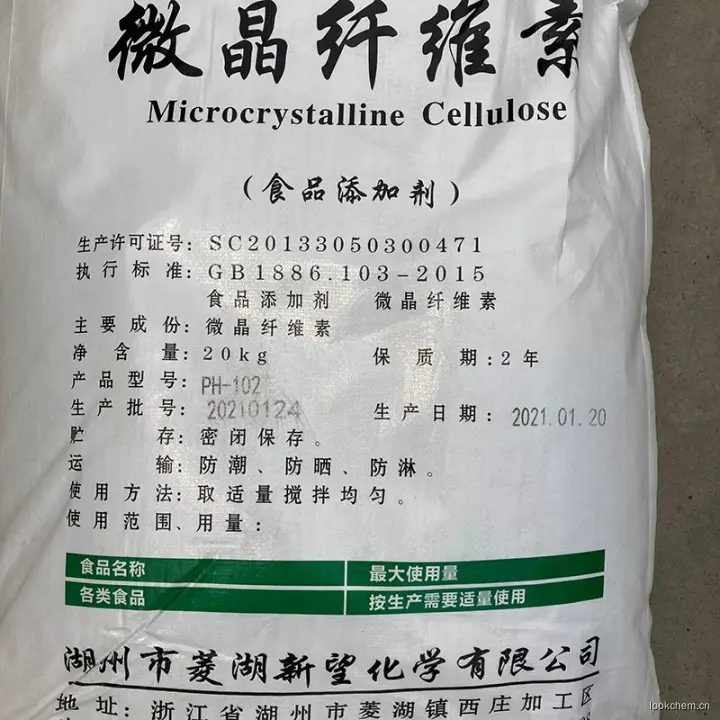 微晶纤维素
Microcrystalline Cellulose
（食品添加剂）
生产许可证号：SC20133050300471
执行标准：GB1886.103-2015
食品添加剂 微晶纤维素
主要成份：微晶纤维素
净含量：20kg 保质期：2年
产品型号：PH-102
生产批号：20210124 生产日期：2021.01.20
贮存：密闭保存。
运输：防潮、防晒、防淋。
使用方法：取适量搅拌均匀。
使用范围、用量：
食品名称 最大使用量
各类食品 按生产需要适量使用
湖州市菱湖新望化学有限公司
地址：浙江省湖州市菱湖镇西庄加工区
lookchem.cn